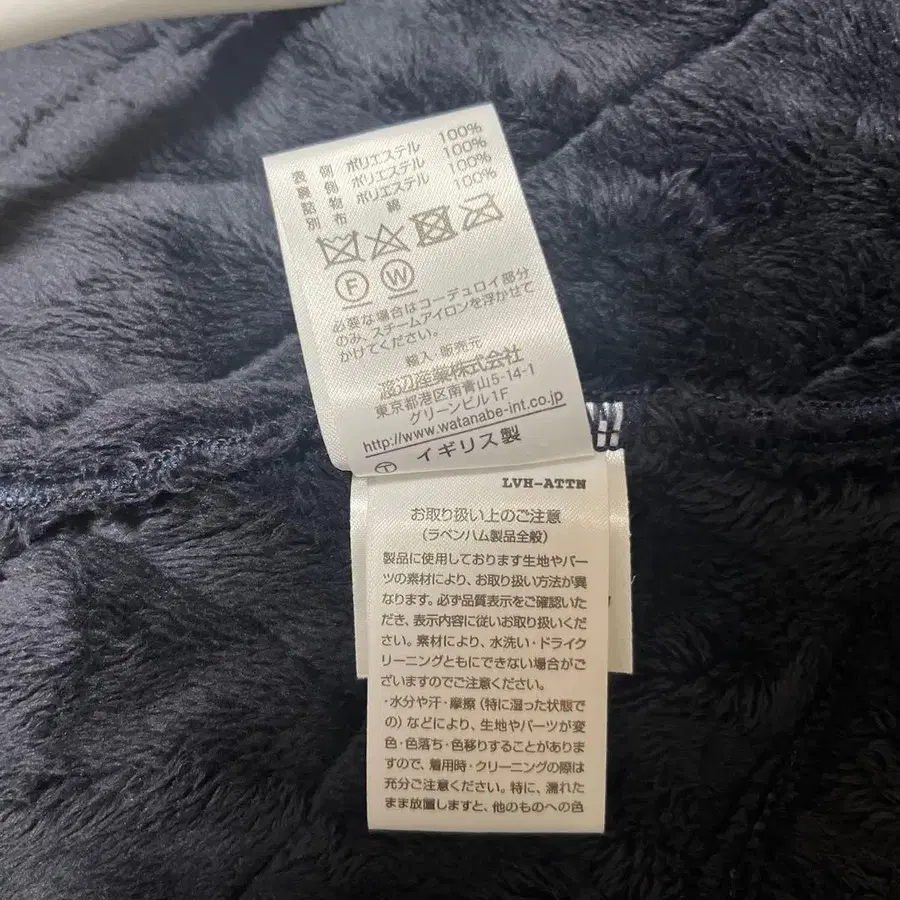 表側 ポリエステル 100%
裏側 ポリエステル 100%
詰物 ポリエステル 100%
別布 綿 100%
F W
必要な場合はコーデュロイ部分
のみ、スチームアイロンを浮かせて
かけてください。
輸入・販売元
渡辺産業株式会社
東京都港区南青山5-14-1
グリーンビル1F
http://www.watanabe-int.co.jp
イギリス製
LVH-ATTN
お取り扱い上のご注意
(ラベンハム製品全般)
製品に使用しております生地やパー
ツの素材により、お取り扱い方法が異
なります。必ず品質表示をご確認いた
だき、表示内容に従いお取り扱いくだ
さい。素材により、水洗い・ドライク
リーニングともにできない場合がご
ざいますのでご注意ください。
・水分や汗・摩擦(特に湿った状態で
の)などにより、生地やパーツが変
色・色落ち・色移りすることがありま
すので、着用時・クリーニングの際は
充分ご注意ください。特に、濡れた
まま放置しますと、他のものへの色